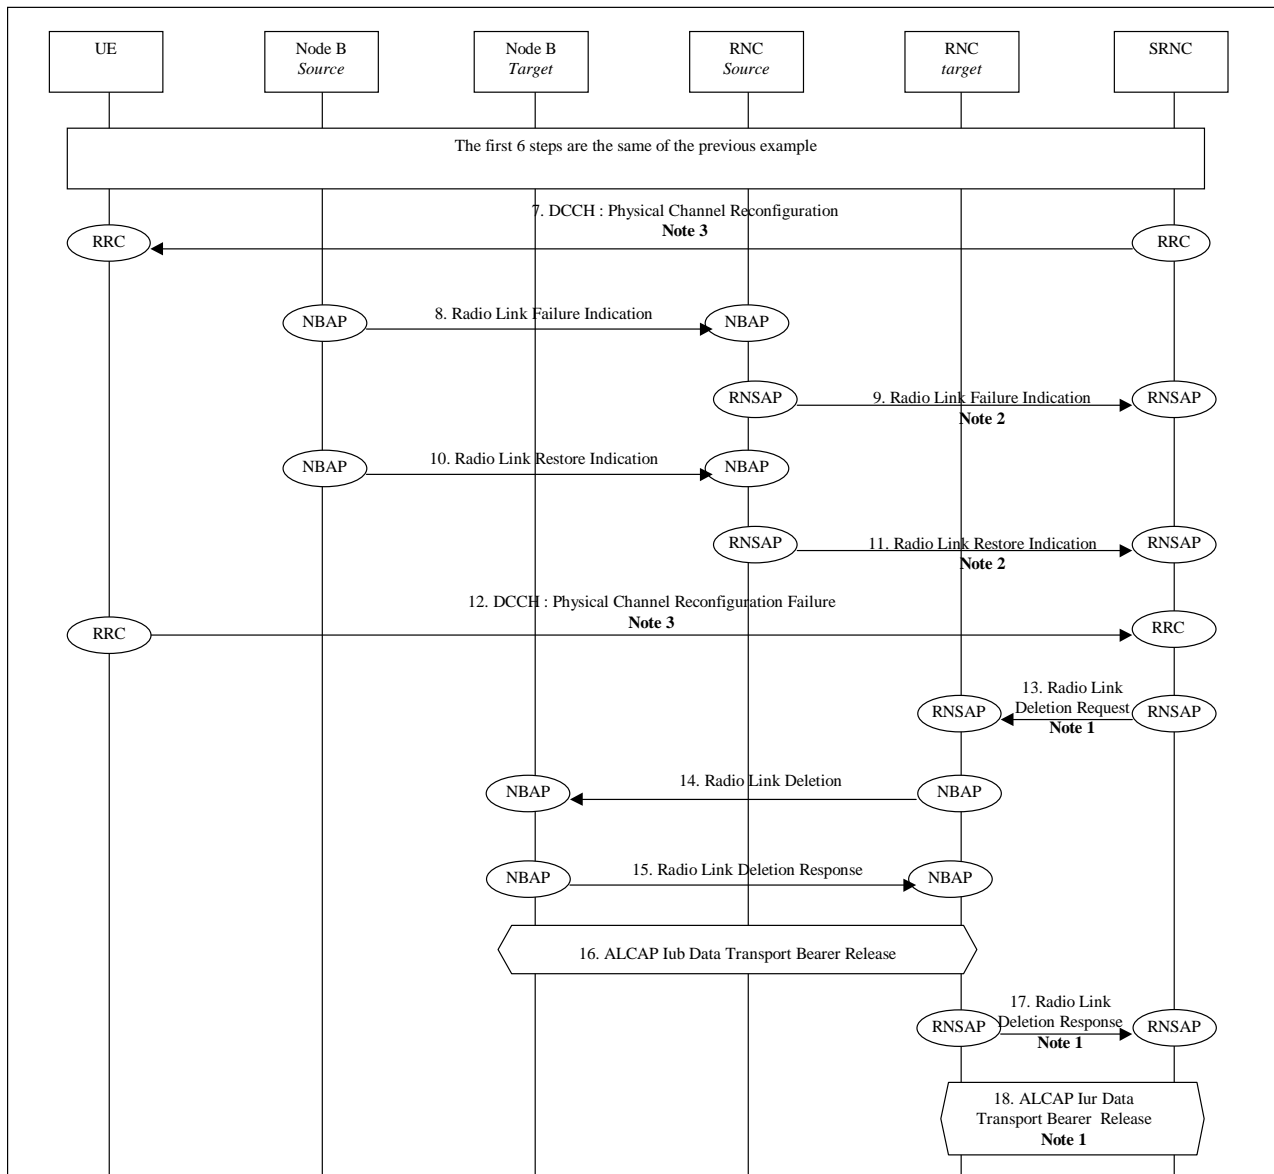 UE
Node B
Source
Node B
Target
RNC
Source
RNC
target
SRNC
The first 6 steps are the same of the previous example
7. DCCH : Physical Channel Reconfiguration
Note 3
RRC
RRC
8. Radio Link Failure Indication
NBAP
NBAP
RNSAP
9. Radio Link Failure Indication
RNSAP
Note 2
NBAP
10. Radio Link Restore Indication
NBAP
RNSAP
11. Radio Link Restore Indication
RNSAP
Note 2
12. DCCH : Physical Channel Reconfiguration Failure
Note 3
RRC
RRC
13. Radio Link
Deletion Request
Note 1
RNSAP
RNSAP
14. Radio Link Deletion
NBAP
NBAP
15. Radio Link Deletion Response
NBAP
NBAP
16. ALCAP Iub Data Transport Bearer Release
17. Radio Link
Deletion Response
Note 1
RNSAP
RNSAP
18. ALCAP Iur Data
Transport Bearer Release
Note 1